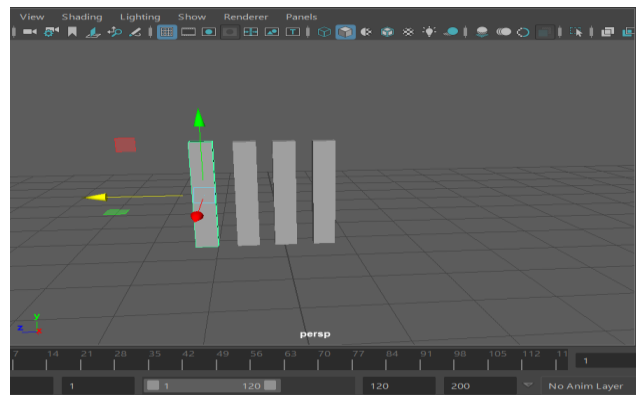 View Shading Lighting Show Renderer Panels
y
z
persp
7 14 21 28 35 42 49 56 63 70 77 84 91 98 105 112 11 1
1 1 120 120 200 No Anim Layer